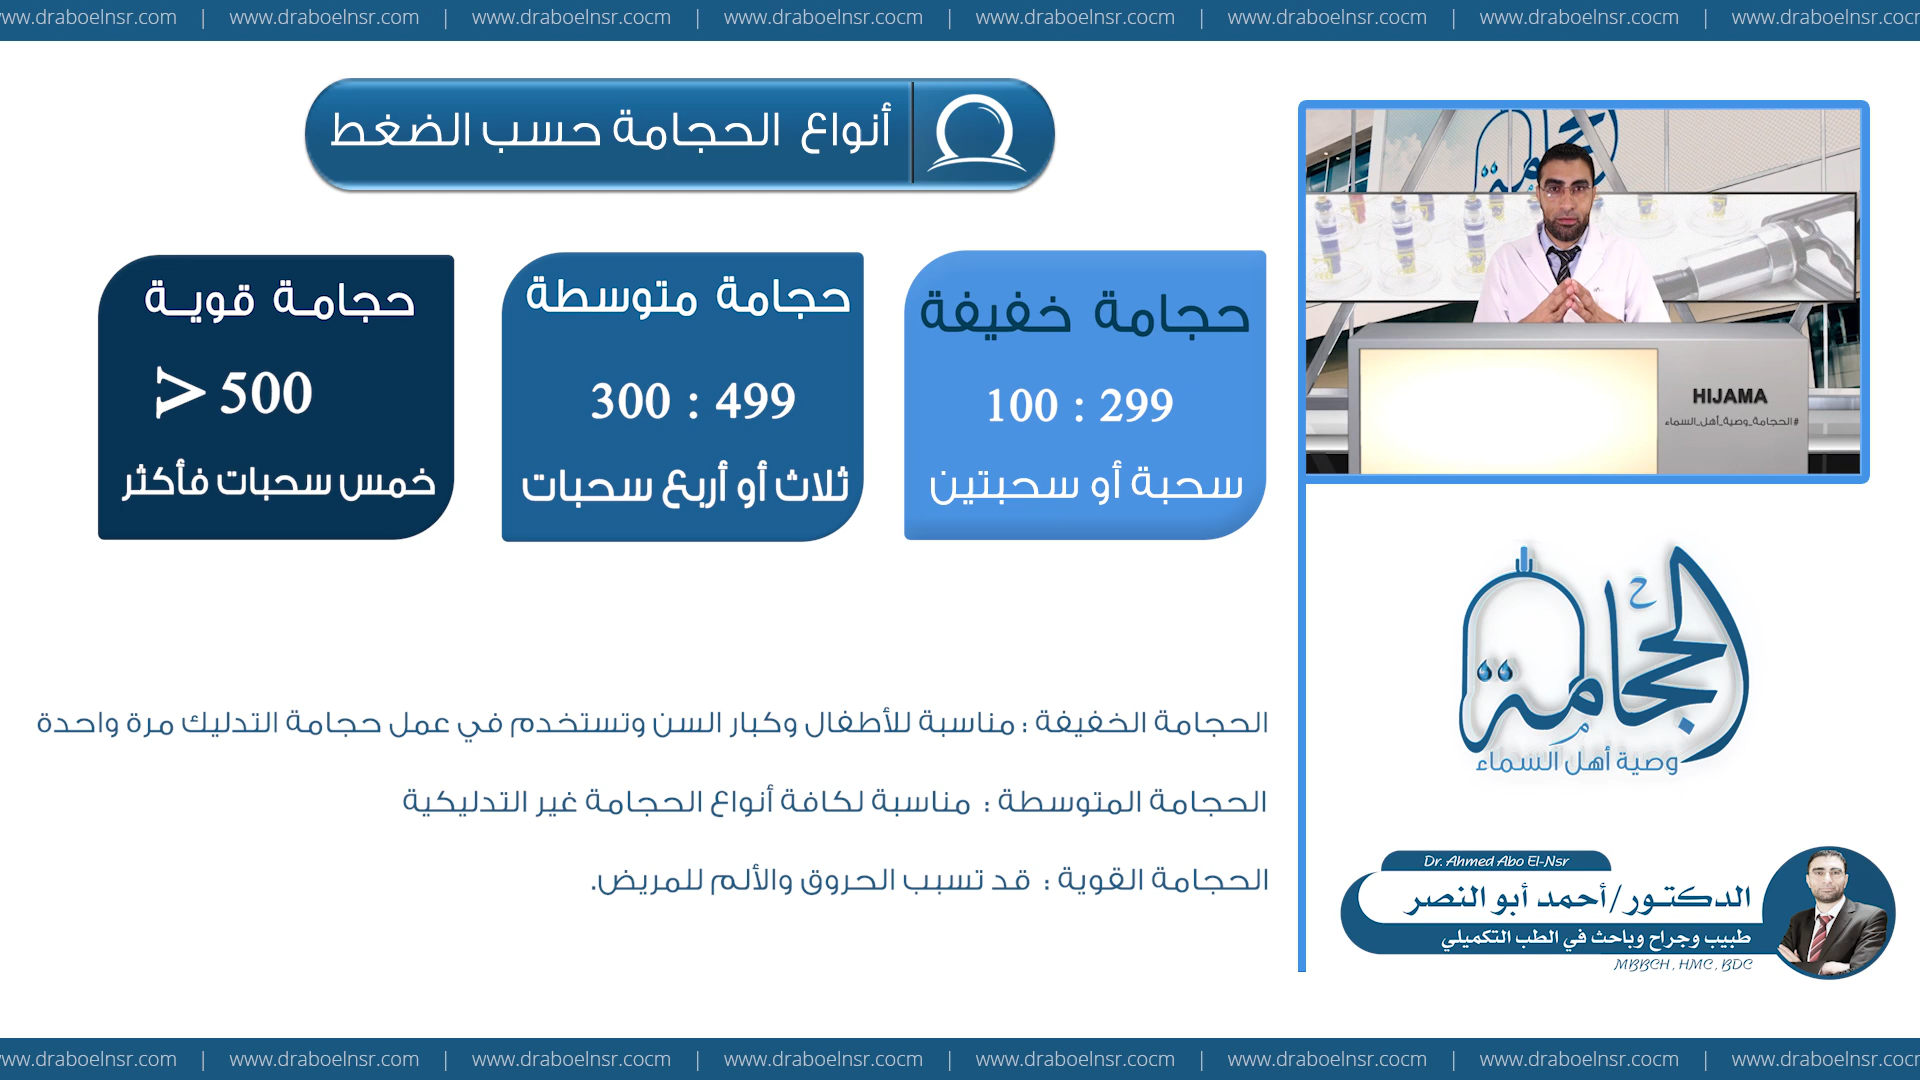 www.draboelnsr.com | www.draboelnsr.com | www.draboelnsr.cocm | www.draboelnsr.cocm | www.draboelnsr.cocm | www.draboelnsr.cocm | www.draboelnsr.cocm
أنواع الحجامة حسب الضغط
حجامة خفيفة
100 : 299
سحبة أو سحبتين
حجامة متوسطة
300 : 499
ثلاث أو أربع سحبات
حجامـة قويـة
> 500
خمس سحبات فأكثر
الحجامة الخفيفة : مناسبة للأطفال وكبار السن وتستخدم في عمل حجامة التدليك مرة واحدة
الحجامة المتوسطة : مناسبة لكافة أنواع الحجامة غير التدليكية
الحجامة القوية : قد تسبب الحروق والألم للمريض.
HIJAMA
#الحجامة_وصية_أهل_السماء
الحجامة
وصية أهل السماء
Dr. Ahmed Abo El-Nsr
الدكتـور/أحمد أبو النصر
طبيب وجراح وباحث في الطب التكميلي
MBBCH , HMC , BDC
www.draboelnsr.com | www.draboelnsr.com | www.draboelnsr.cocm | www.draboelnsr.cocm | www.draboelnsr.cocm | www.draboelnsr.cocm | www.draboelnsr.cocm